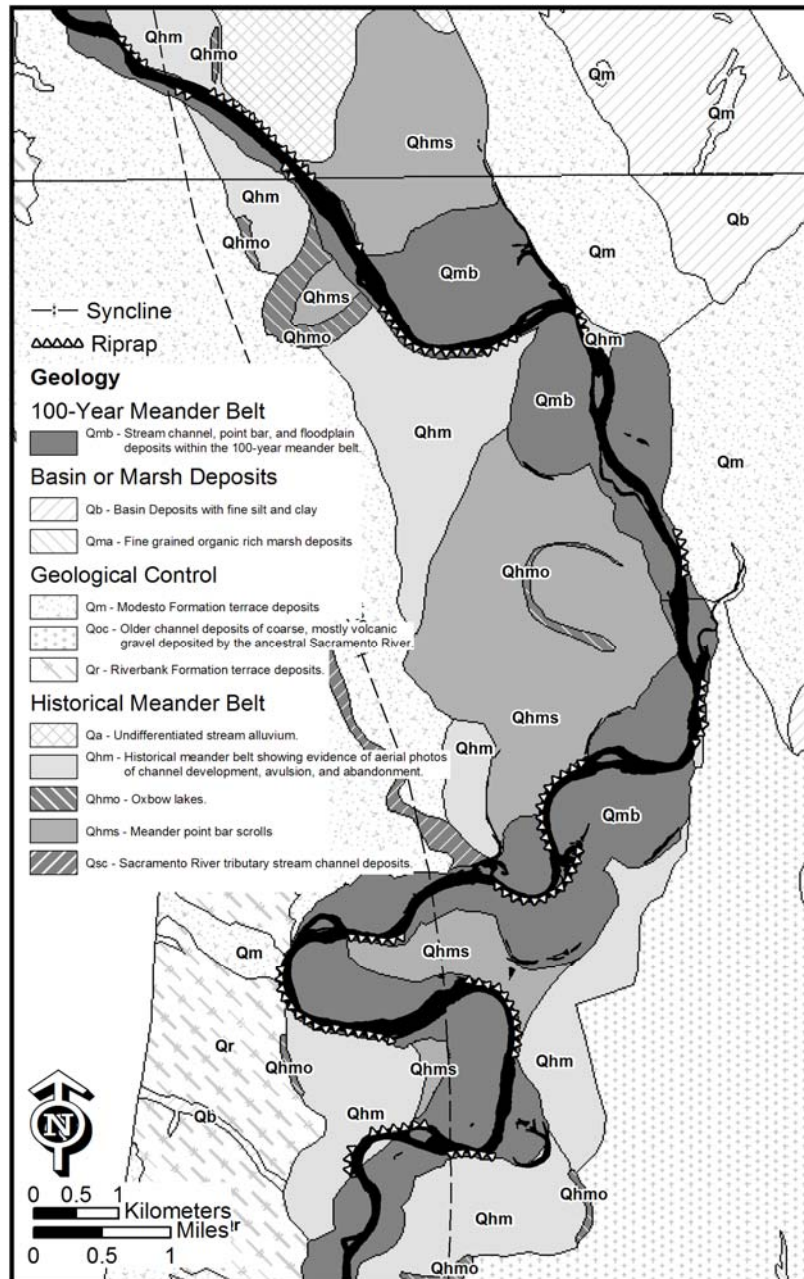 Qhm
Qhmo
Qm
Qm
Qhms
Qhm
Qb
Qhmo
Qmb
Qm
Qhms
Qhmo
Syncline
Riprap
Geology
100-Year Meander Belt
Qmb - Stream channel, point bar, and floodplain
deposits within the 100-year meander belt.
Basin or Marsh Deposits
Qb - Basin Deposits with fine silt and clay
Qma - Fine grained organic rich marsh deposits
Geological Control
Qm - Modesto Formation terrace deposits
Qoc - Older channel deposits of coarse, mostly volcanic
gravel deposited by the ancestral Sacramento River.
Qr - Riverbank Formation terrace deposits.
Historical Meander Belt
Qa - Undifferentiated stream alluvium.
Qhm - Historical meander belt showing evidence of aerial photos
of channel development, avulsion, and abandonment.
Qhmo - Oxbow lakes.
Qhms - Meander point bar scrolls
Qsc - Sacramento River tributary stream channel deposits.
Qhm
Qmb
Qhm
Qm
Qhmo
Qhms
Qhm
Qmb
Qm
Qhms
Qr
Qhmo
Qhms
Qhm
Qb
Qhm
Qhmo
Qhm
Qhmo
N
0 0.5 1
Kilometers
Miles
0 0.5 1